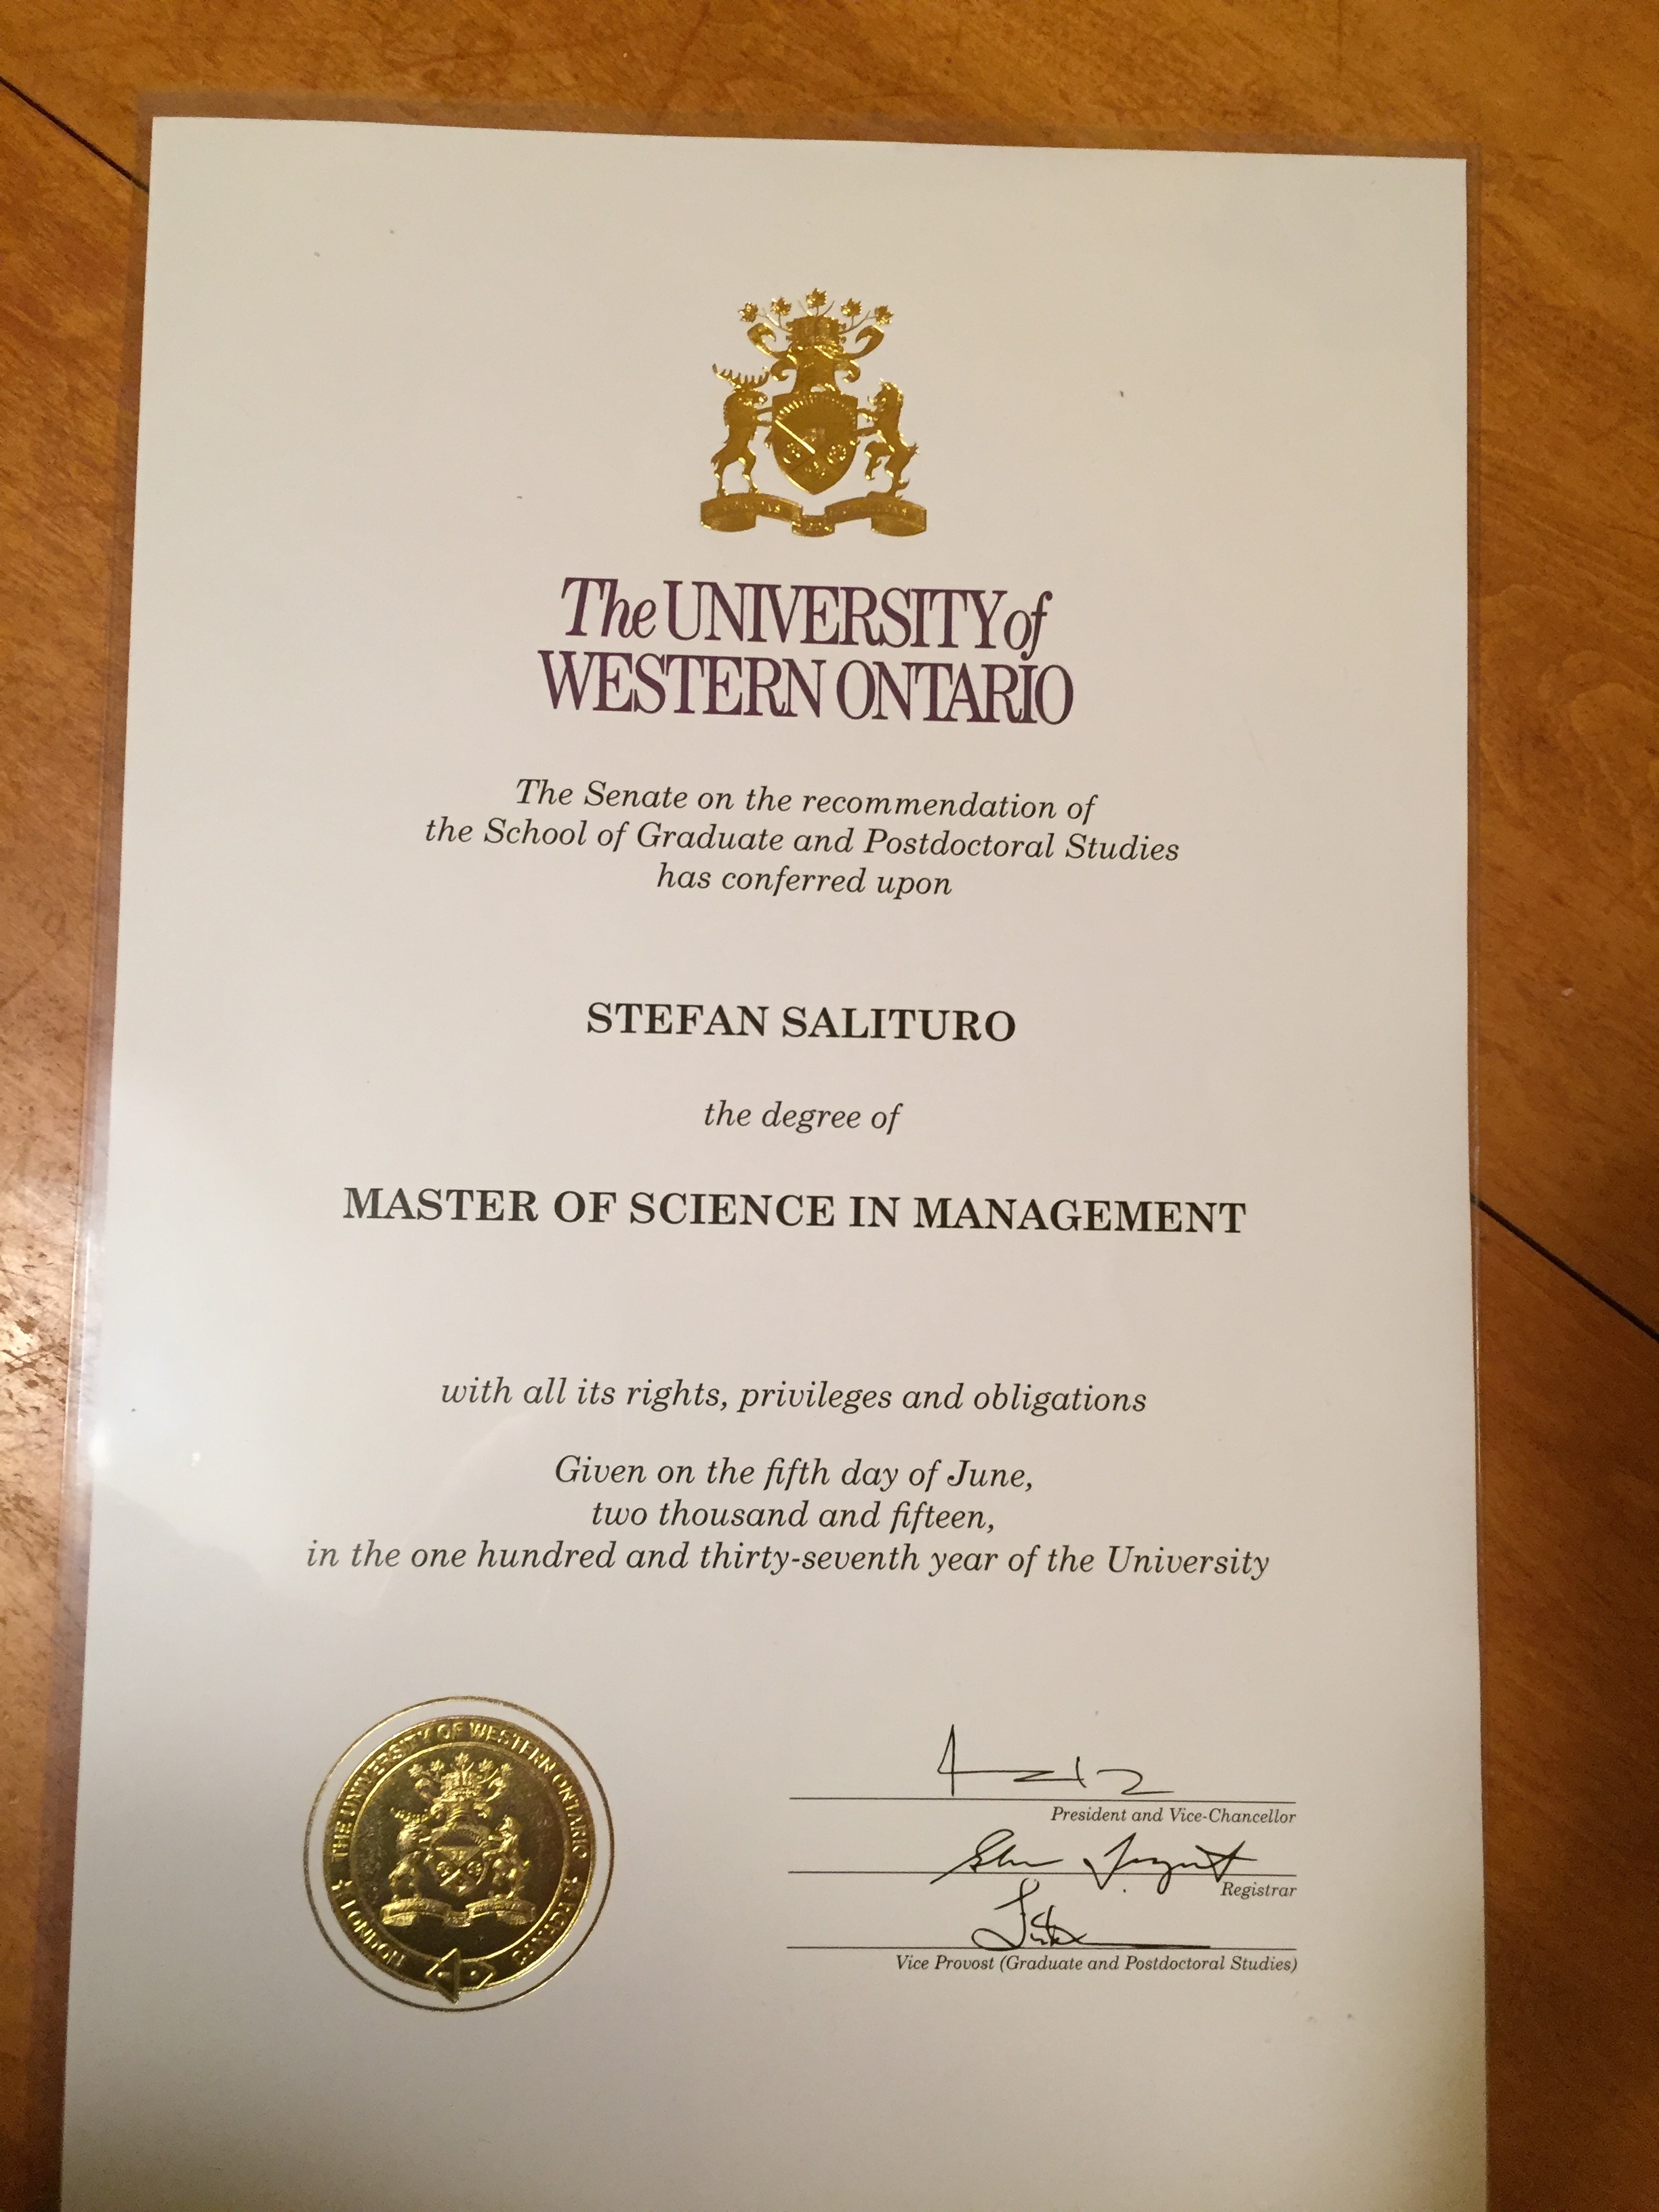 The UNIVERSITY of
WESTERN ONTARIO
The Senate on the recommendation of
the School of Graduate and Postdoctoral Studies
has conferred upon
STEFAN SALITURO
the degree of
MASTER OF SCIENCE IN MANAGEMENT
with all its rights, privileges and obligations
Given on the fifth day of June,
two thousand and fifteen,
in the one hundred and thirty-seventh year of the University
THE UNIVERSITY OF WESTERN ONTARIO
LONDON
President and Vice-Chancellor
Registrar
Vice Provost (Graduate and Postdoctoral Studies)